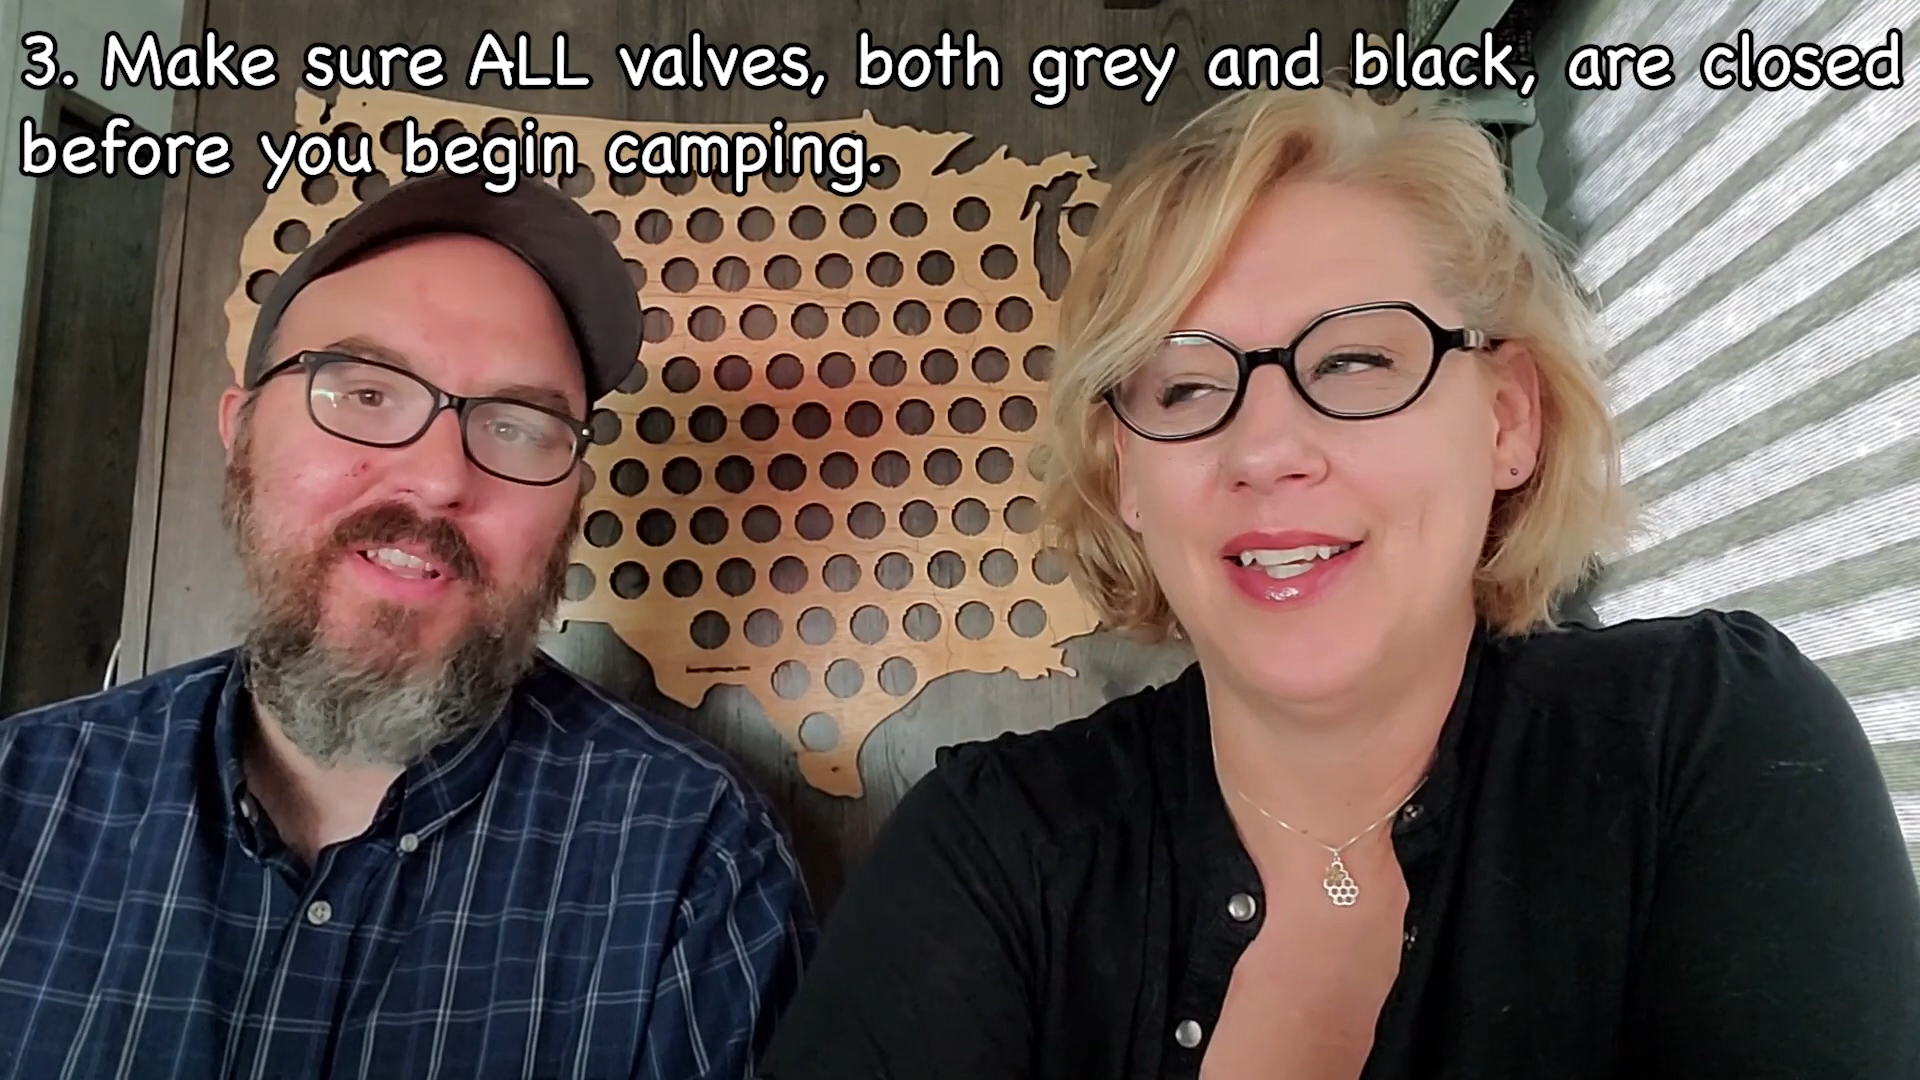 3. Make sure ALL valves, both grey and black, are closed
before you begin camping.